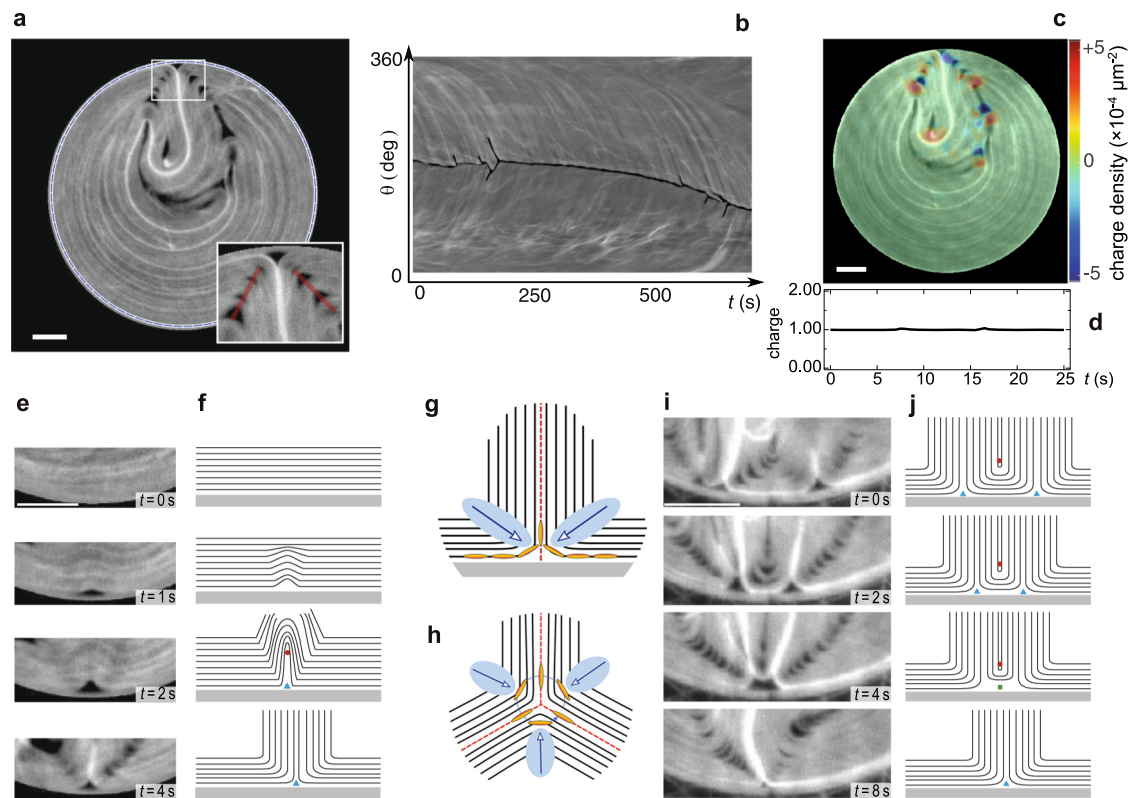 a
b
c
360
θ (deg)
0
0
250
500
t (s)
+5
0
-5
charge density (×10⁻⁴ μm⁻²)
2.00
1.00
0.00
charge
0
5
10
15
20
25
t (s)
d
e
f
g
h
i
j
t = 0 s
t = 1 s
t = 2 s
t = 4 s
t = 0 s
t = 2 s
t = 4 s
t = 8 s